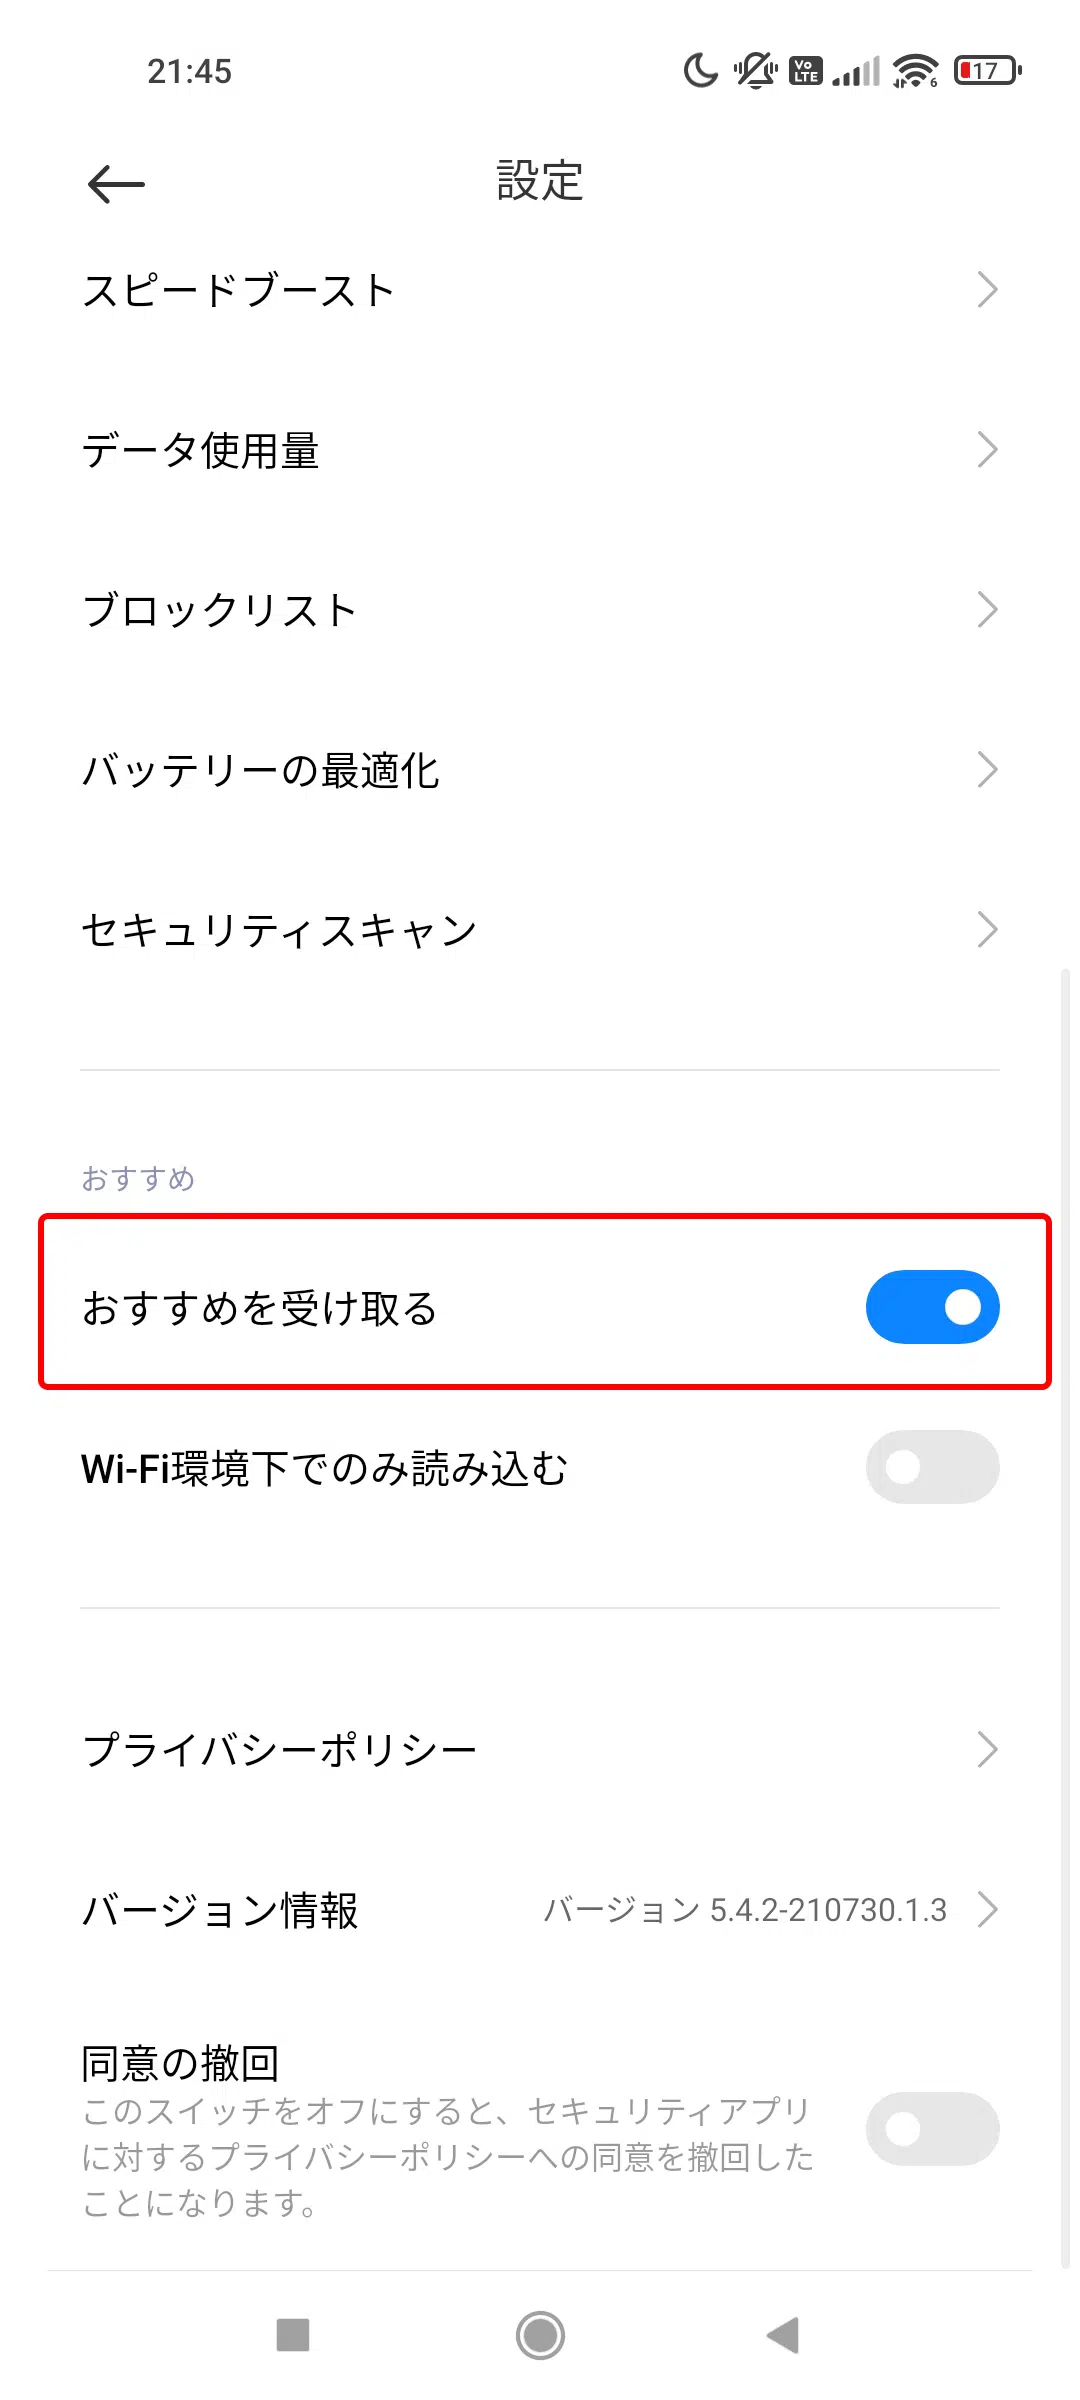 21:45
Vo LTE
6
17
設定
スピードブースト
データ使用量
ブロックリスト
バッテリーの最適化
セキュリティスキャン
おすすめ
おすすめを受け取る
Wi-Fi環境下でのみ読み込む
プライバシーポリシー
バージョン情報 バージョン 5.4.2-210730.1.3
同意の撤回
このスイッチをオフにすると、セキュリティアプリ
に対するプライバシーポリシーへの同意を撤回した
ことになります。